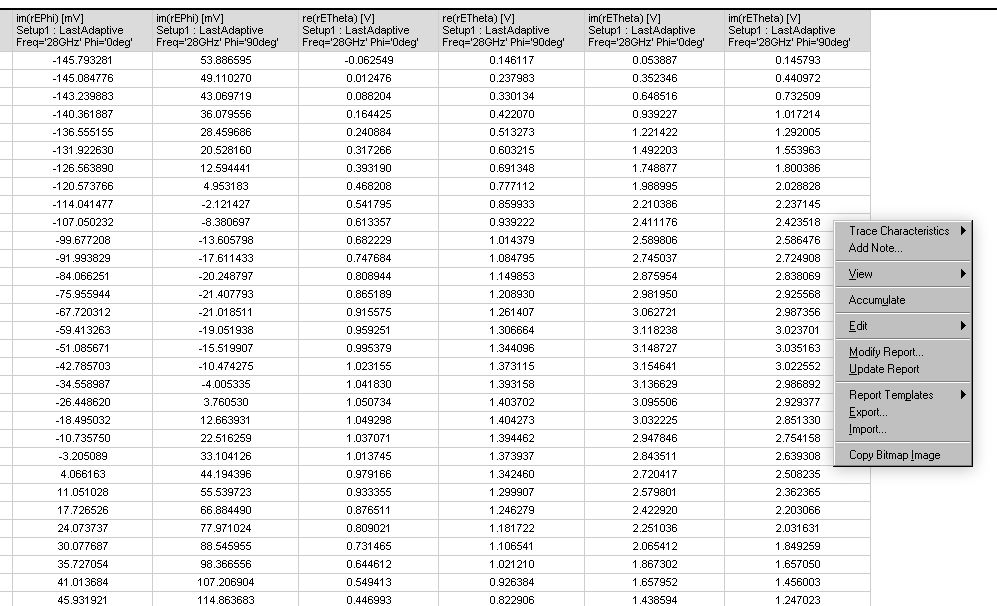 im(rEPhi) [mV] im(rEPhi) [mV] re(rETheta) [V] re(rETheta) [V] im(rETheta) [V] im(rETheta) [V]
Setup1 : LastAdaptive Setup1 : LastAdaptive Setup1 : LastAdaptive Setup1 : LastAdaptive Setup1 : LastAdaptive Setup1 : LastAdaptive
Freq='28GHz' Phi='0deg' Freq='28GHz' Phi='90deg' Freq='28GHz' Phi='0deg' Freq='28GHz' Phi='90deg' Freq='28GHz' Phi='0deg' Freq='28GHz' Phi='90deg'
-145.793281 53.886595 -0.062549 0.146117 0.053887 0.145793
-145.084776 49.110270 0.012476 0.237983 0.352346 0.440972
-143.239883 43.069719 0.088204 0.330134 0.648516 0.732509
-140.361887 36.079556 0.164425 0.422070 0.939227 1.017214
-136.555155 28.459686 0.240884 0.513273 1.221422 1.292005
-131.922630 20.528160 0.317266 0.603215 1.492203 1.553963
-126.563890 12.594441 0.393190 0.691348 1.748877 1.800386
-120.573766 4.953183 0.468208 0.777112 1.988995 2.028828
-114.041477 -2.121427 0.541795 0.859933 2.210386 2.237145
-107.050232 -8.380697 0.613357 0.939222 2.411176 2.423518
-99.677208 -13.605798 0.682229 1.014379 2.589806 2.586476
-91.993829 -17.611433 0.747684 1.084795 2.745037 2.724908
-84.066251 -20.248797 0.808944 1.149853 2.875954 2.838069
-75.955944 -21.407793 0.865189 1.208930 2.981950 2.925568
-67.720312 -21.018511 0.915575 1.261407 3.062721 2.987356
-59.413263 -19.051938 0.959251 1.306664 3.118238 3.023701
-51.085671 -15.519907 0.995379 1.344096 3.148727 3.035163
-42.785703 -10.474275 1.023155 1.373115 3.154641 3.022552
-34.558987 -4.005335 1.041830 1.393158 3.136629 2.986892
-26.448620 3.760530 1.050734 1.403702 3.095506 2.929377
-18.495032 12.663931 1.049298 1.404273 3.032225 2.851330
-10.735750 22.516259 1.037071 1.394462 2.947846 2.754158
-3.205089 33.104126 1.013745 1.373937 2.843511 2.639308
4.066163 44.194396 0.979166 1.342460 2.720417 2.508235
11.051028 55.539723 0.933355 1.299907 2.579801 2.362365
17.726526 66.884490 0.876511 1.246279 2.422920 2.203066
24.073737 77.971024 0.809021 1.181722 2.251036 2.031631
30.077687 88.545955 0.731465 1.106541 2.065412 1.849259
35.727054 98.366556 0.644612 1.021210 1.867302 1.657050
41.013684 107.206904 0.549413 0.926384 1.657952 1.456003
45.931921 114.863683 0.446993 0.822906 1.438594 1.247023
Trace Characteristics
Add Note...
View
Accumulate
Edit
Modify Report...
Update Report
Report Templates
Export...
Import...
Copy Bitmap Image